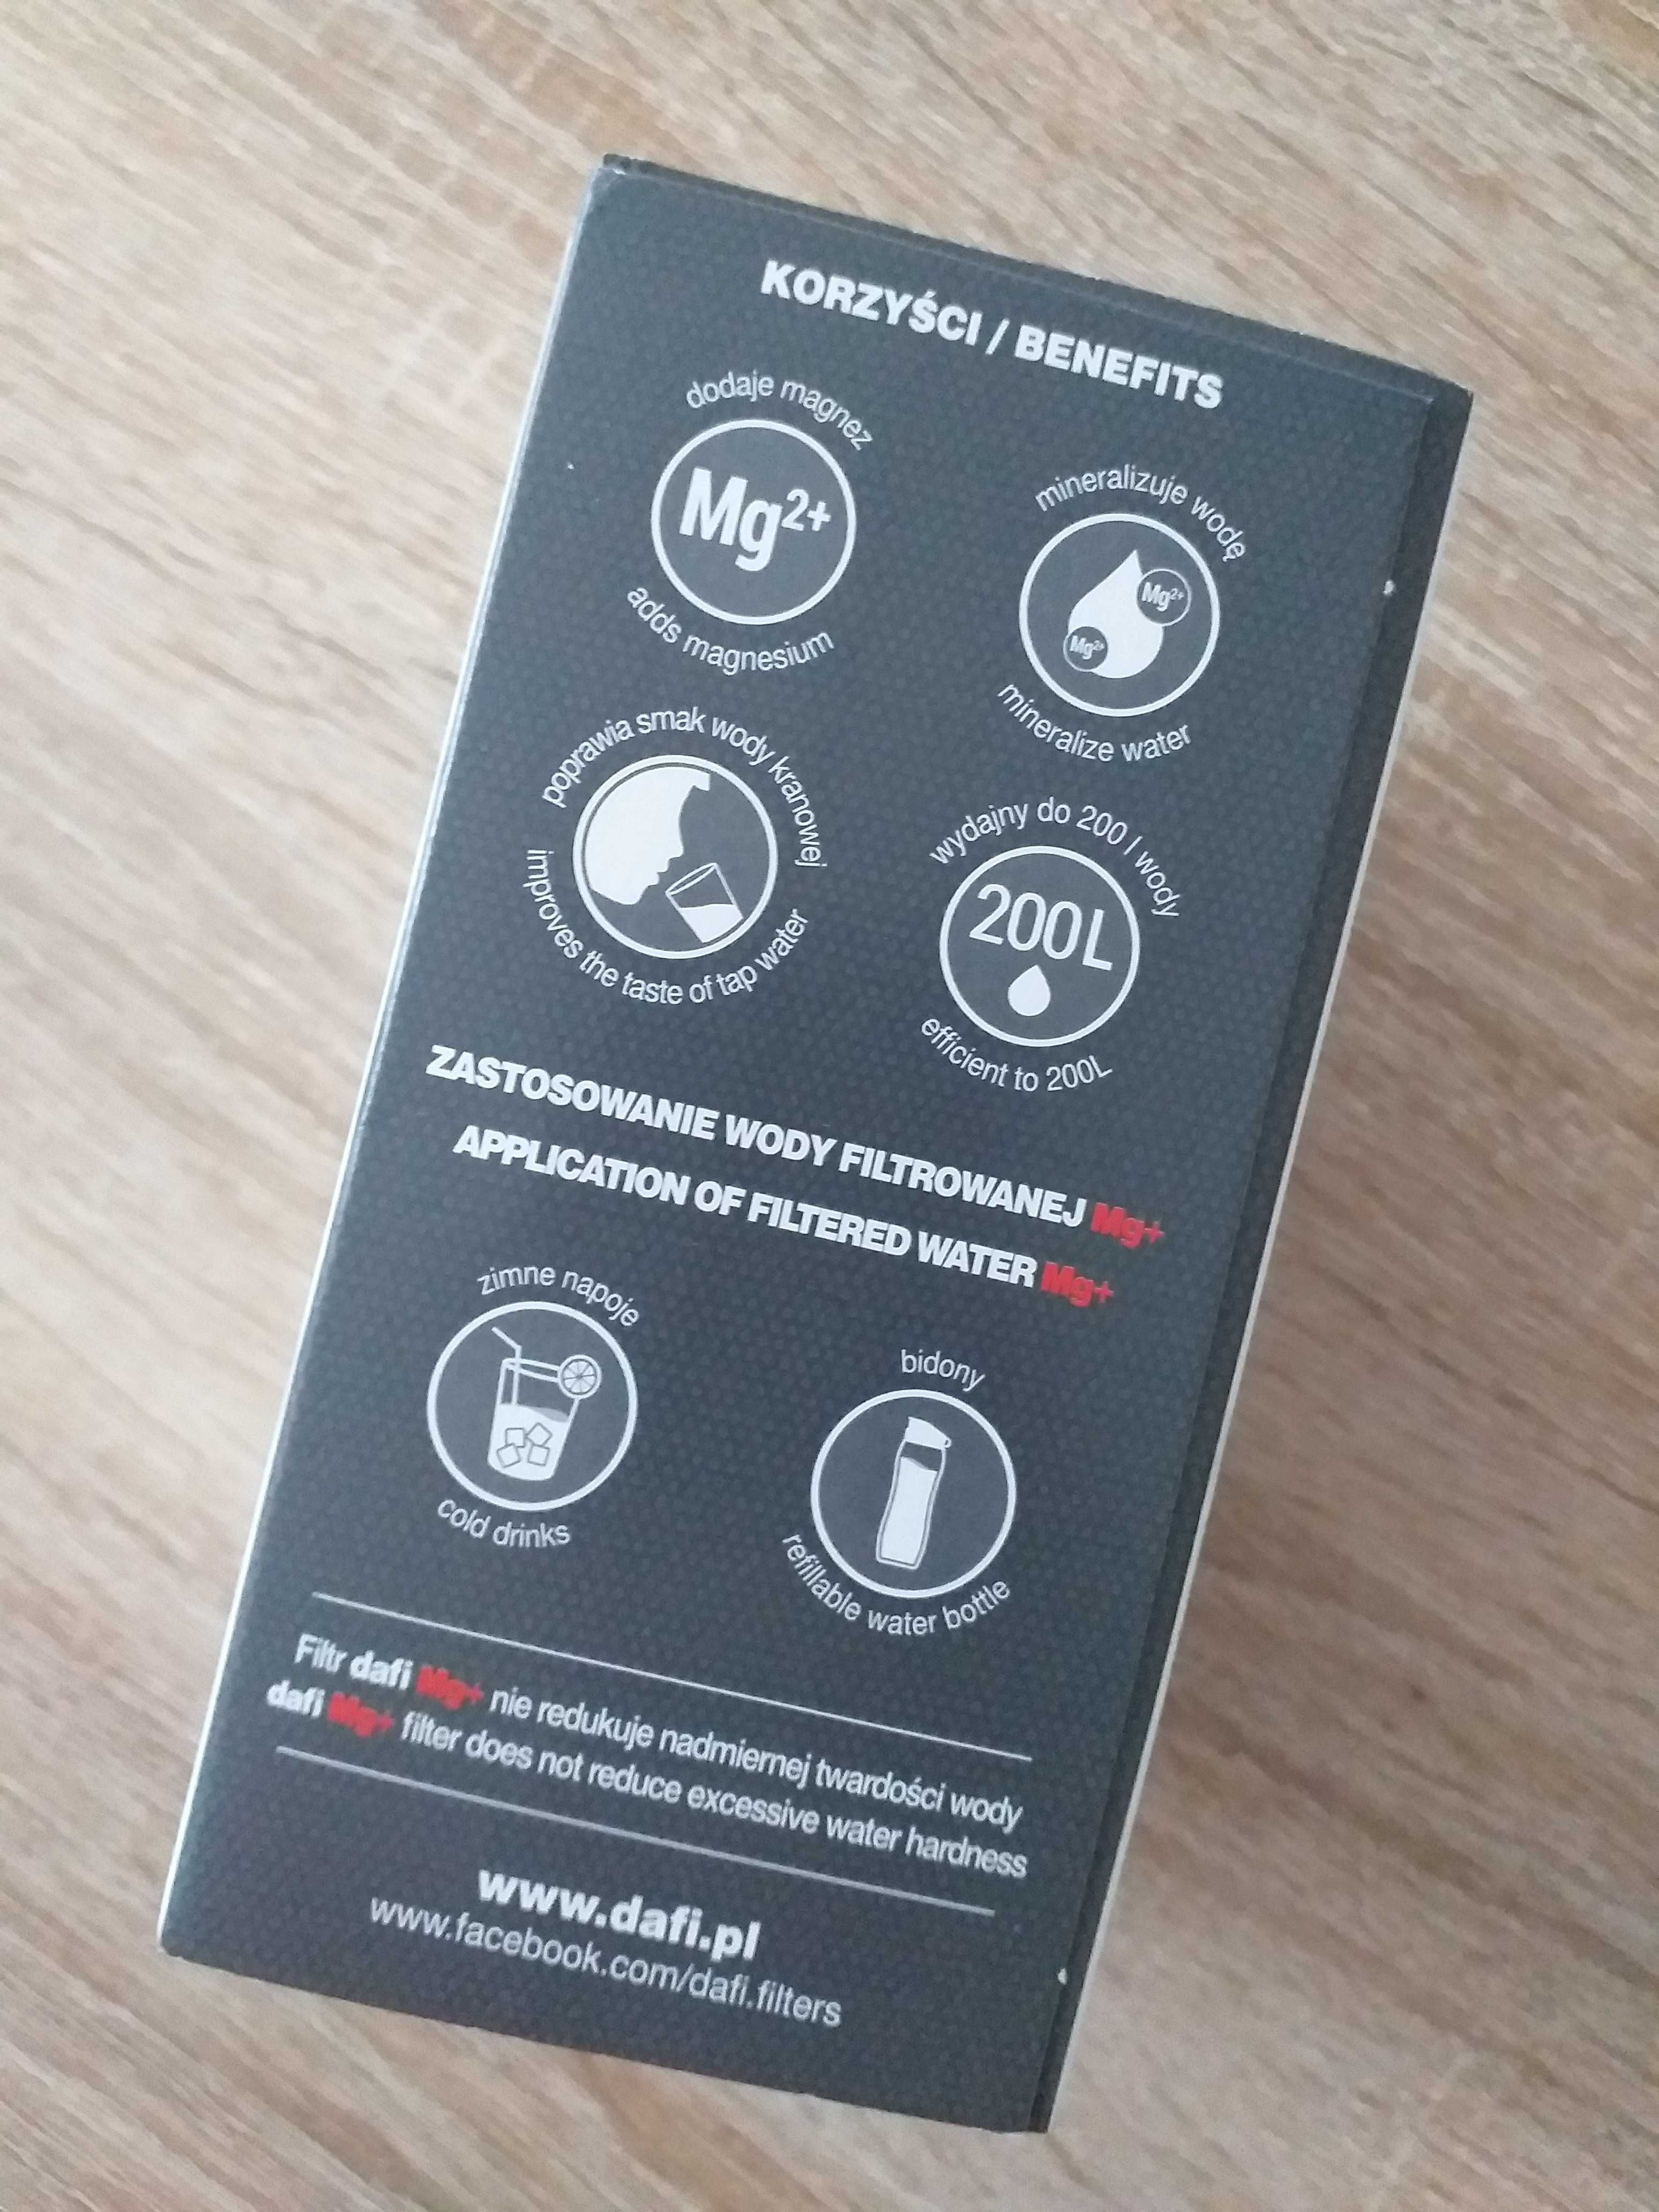 KORZYŚCI / BENEFITS
dodaje magnez
Mg2+
adds magnesium
mineralizuje wodę
Mg2+
Mg2+
mineralize water
poprawia smak wody kranowej
improves the taste of tap water
wydajny do 200 l wody
200L
efficient to 200L
ZASTOSOWANIE WODY FILTROWANEJ Mg+
APPLICATION OF FILTERED WATER Mg+
zimne napoje
cold drinks
bidony
refillable water bottle
Filtr dafi Mg+ nie redukuje nadmiernej twardości wody
dafi Mg+ filter does not reduce excessive water hardness
www.dafi.pl
www.facebook.com/dafi.filters